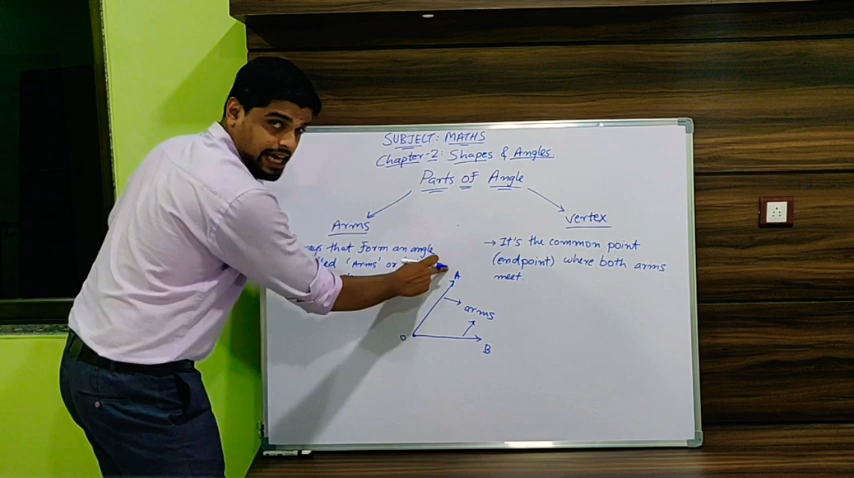 SUBJECT: MATHS
Chapter-2: Shapes & Angles
Parts of Angle
Arms
that form an angle
'Arms' or
vertex
→ It's the common point
(endpoint) where both arms
meet.
A
arms
O
B